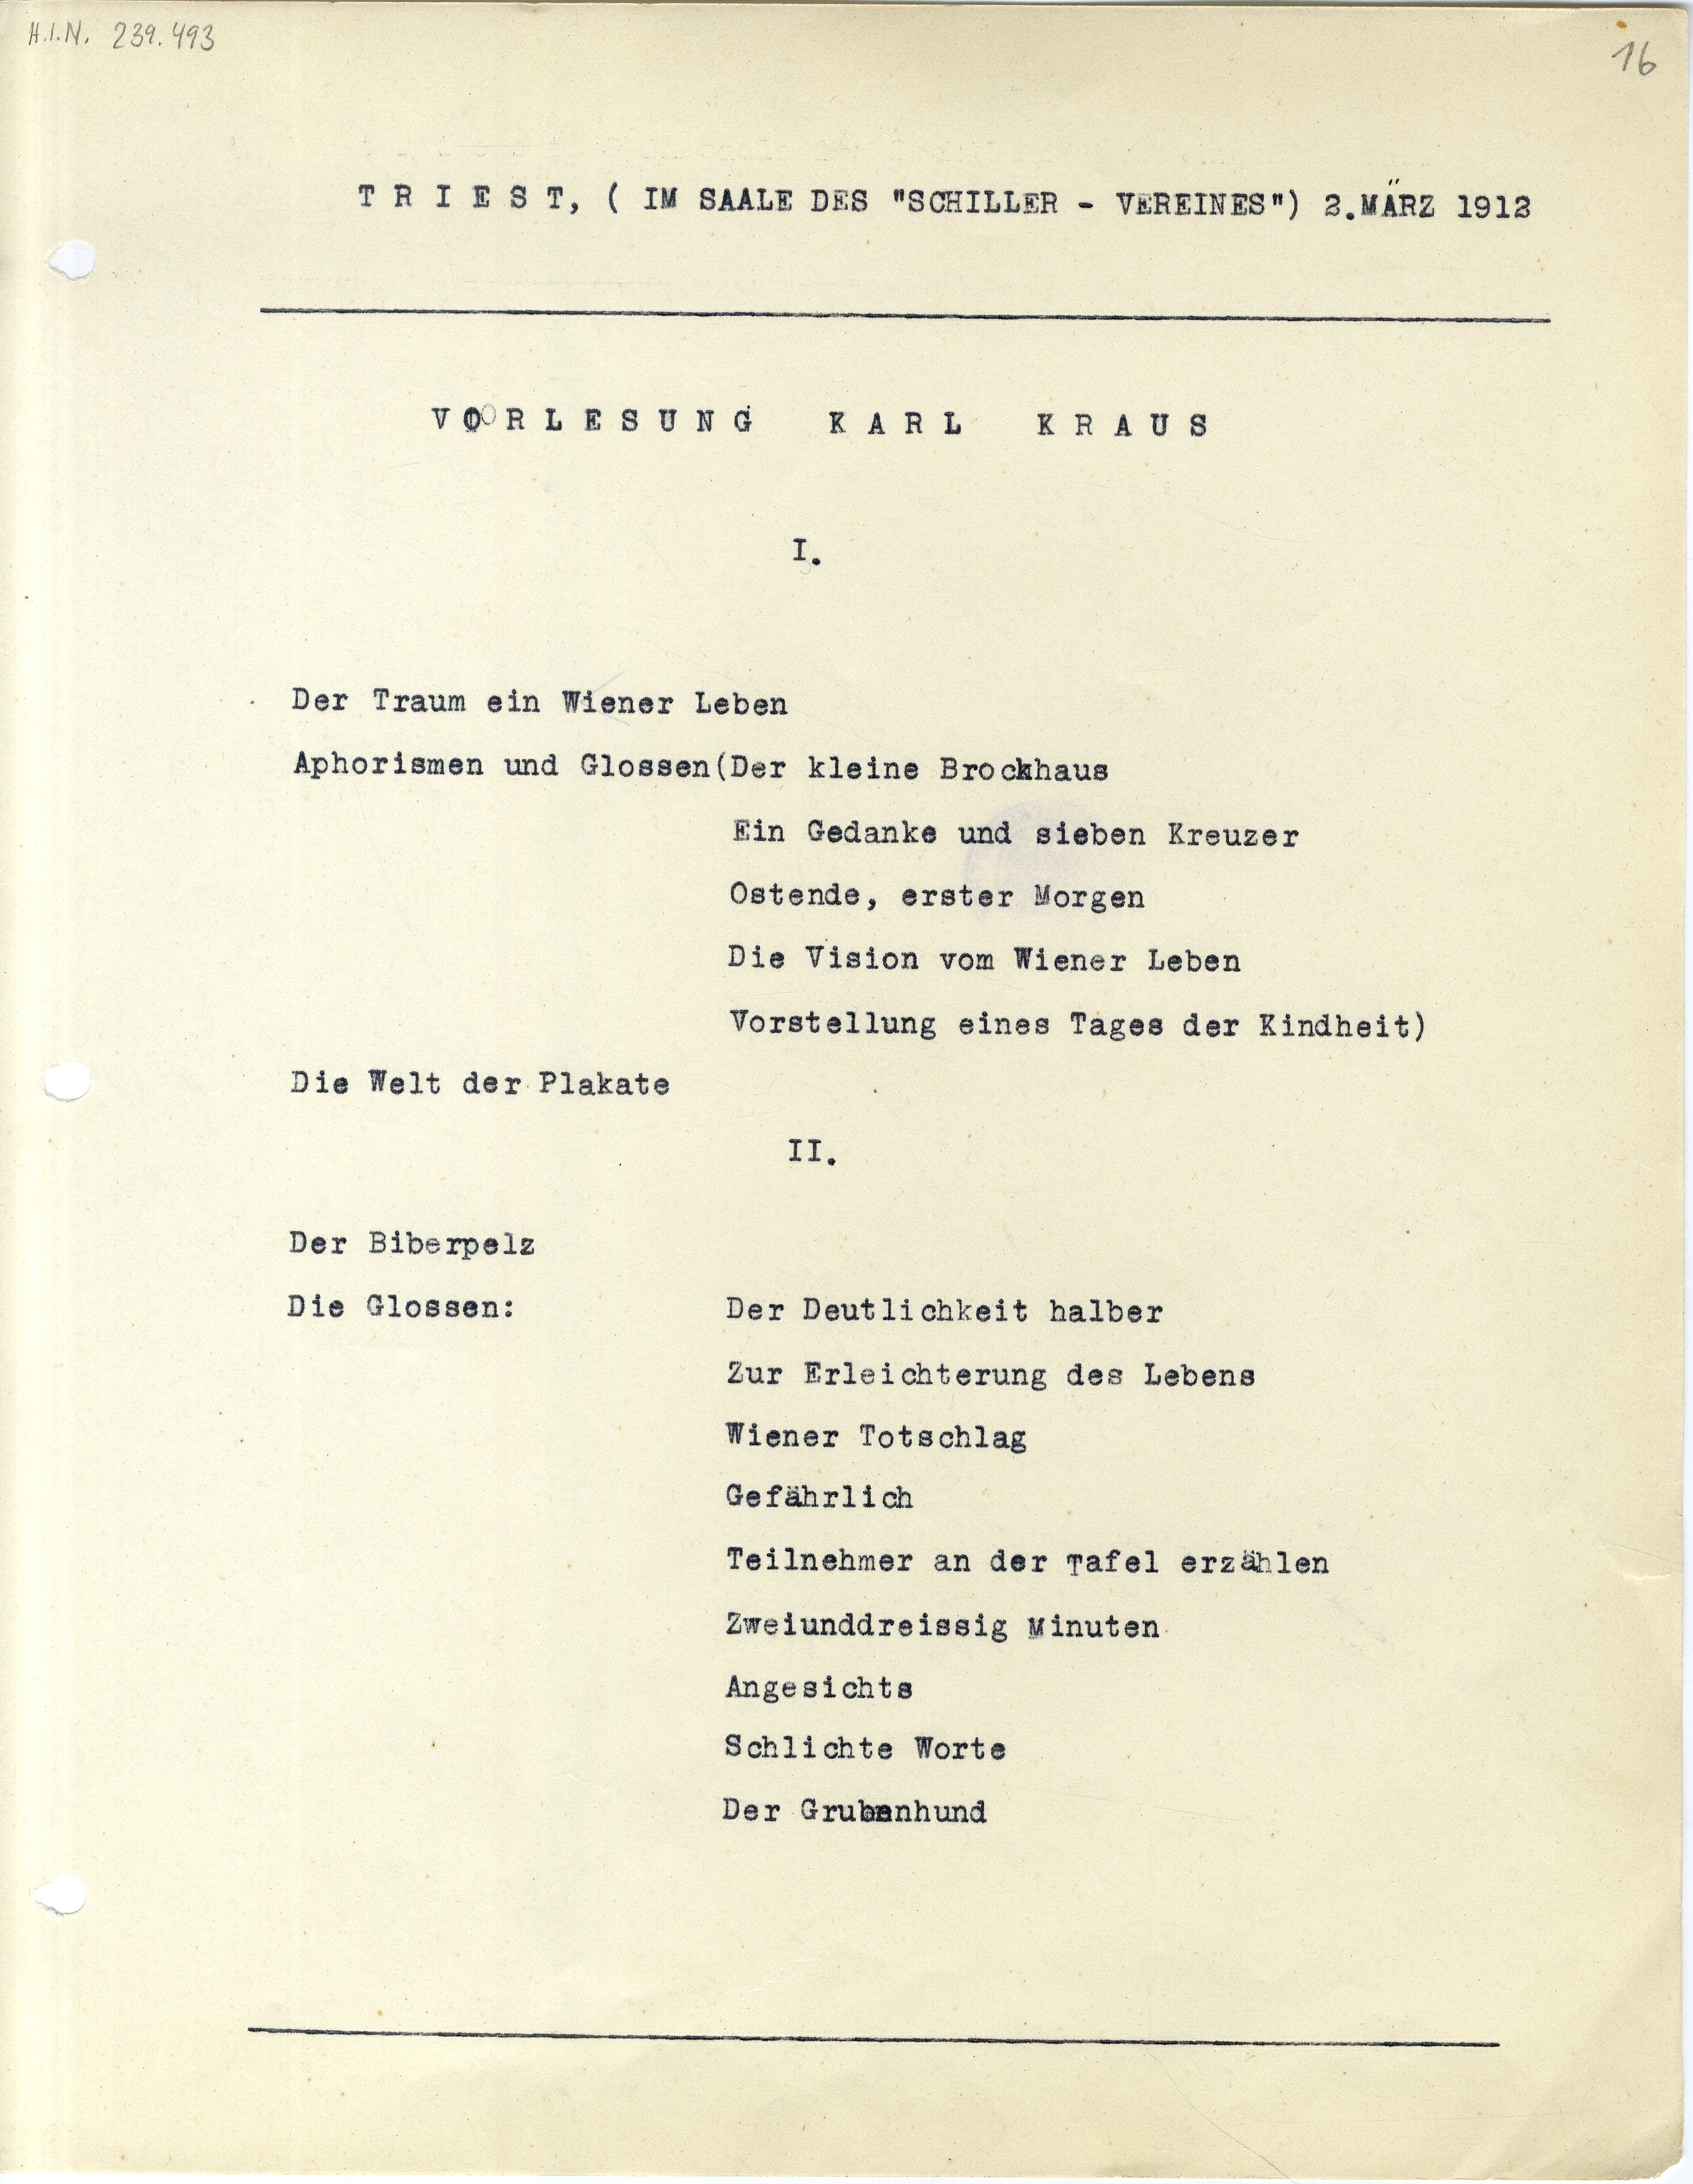 H.I.N. 239.493
16
T R I E S T, ( IM SAALE DES "SCHILLER - VEREINES") 2.MÄRZ 1912
V O R L E S U N G   K A R L   K R A U S
I.
Der Traum ein Wiener Leben
Aphorismen und Glossen(Der kleine Brockhaus
Ein Gedanke und sieben Kreuzer
Ostende, erster Morgen
Die Vision vom Wiener Leben
Vorstellung eines Tages der Kindheit)
Die Welt der Plakate
II.
Der Biberpelz
Die Glossen: Der Deutlichkeit halber
Zur Erleichterung des Lebens
Wiener Totschlag
Gefährlich
Teilnehmer an der Tafel erzählen
Zweiunddreissig Minuten
Angesichts
Schlichte Worte
Der Grubenhund